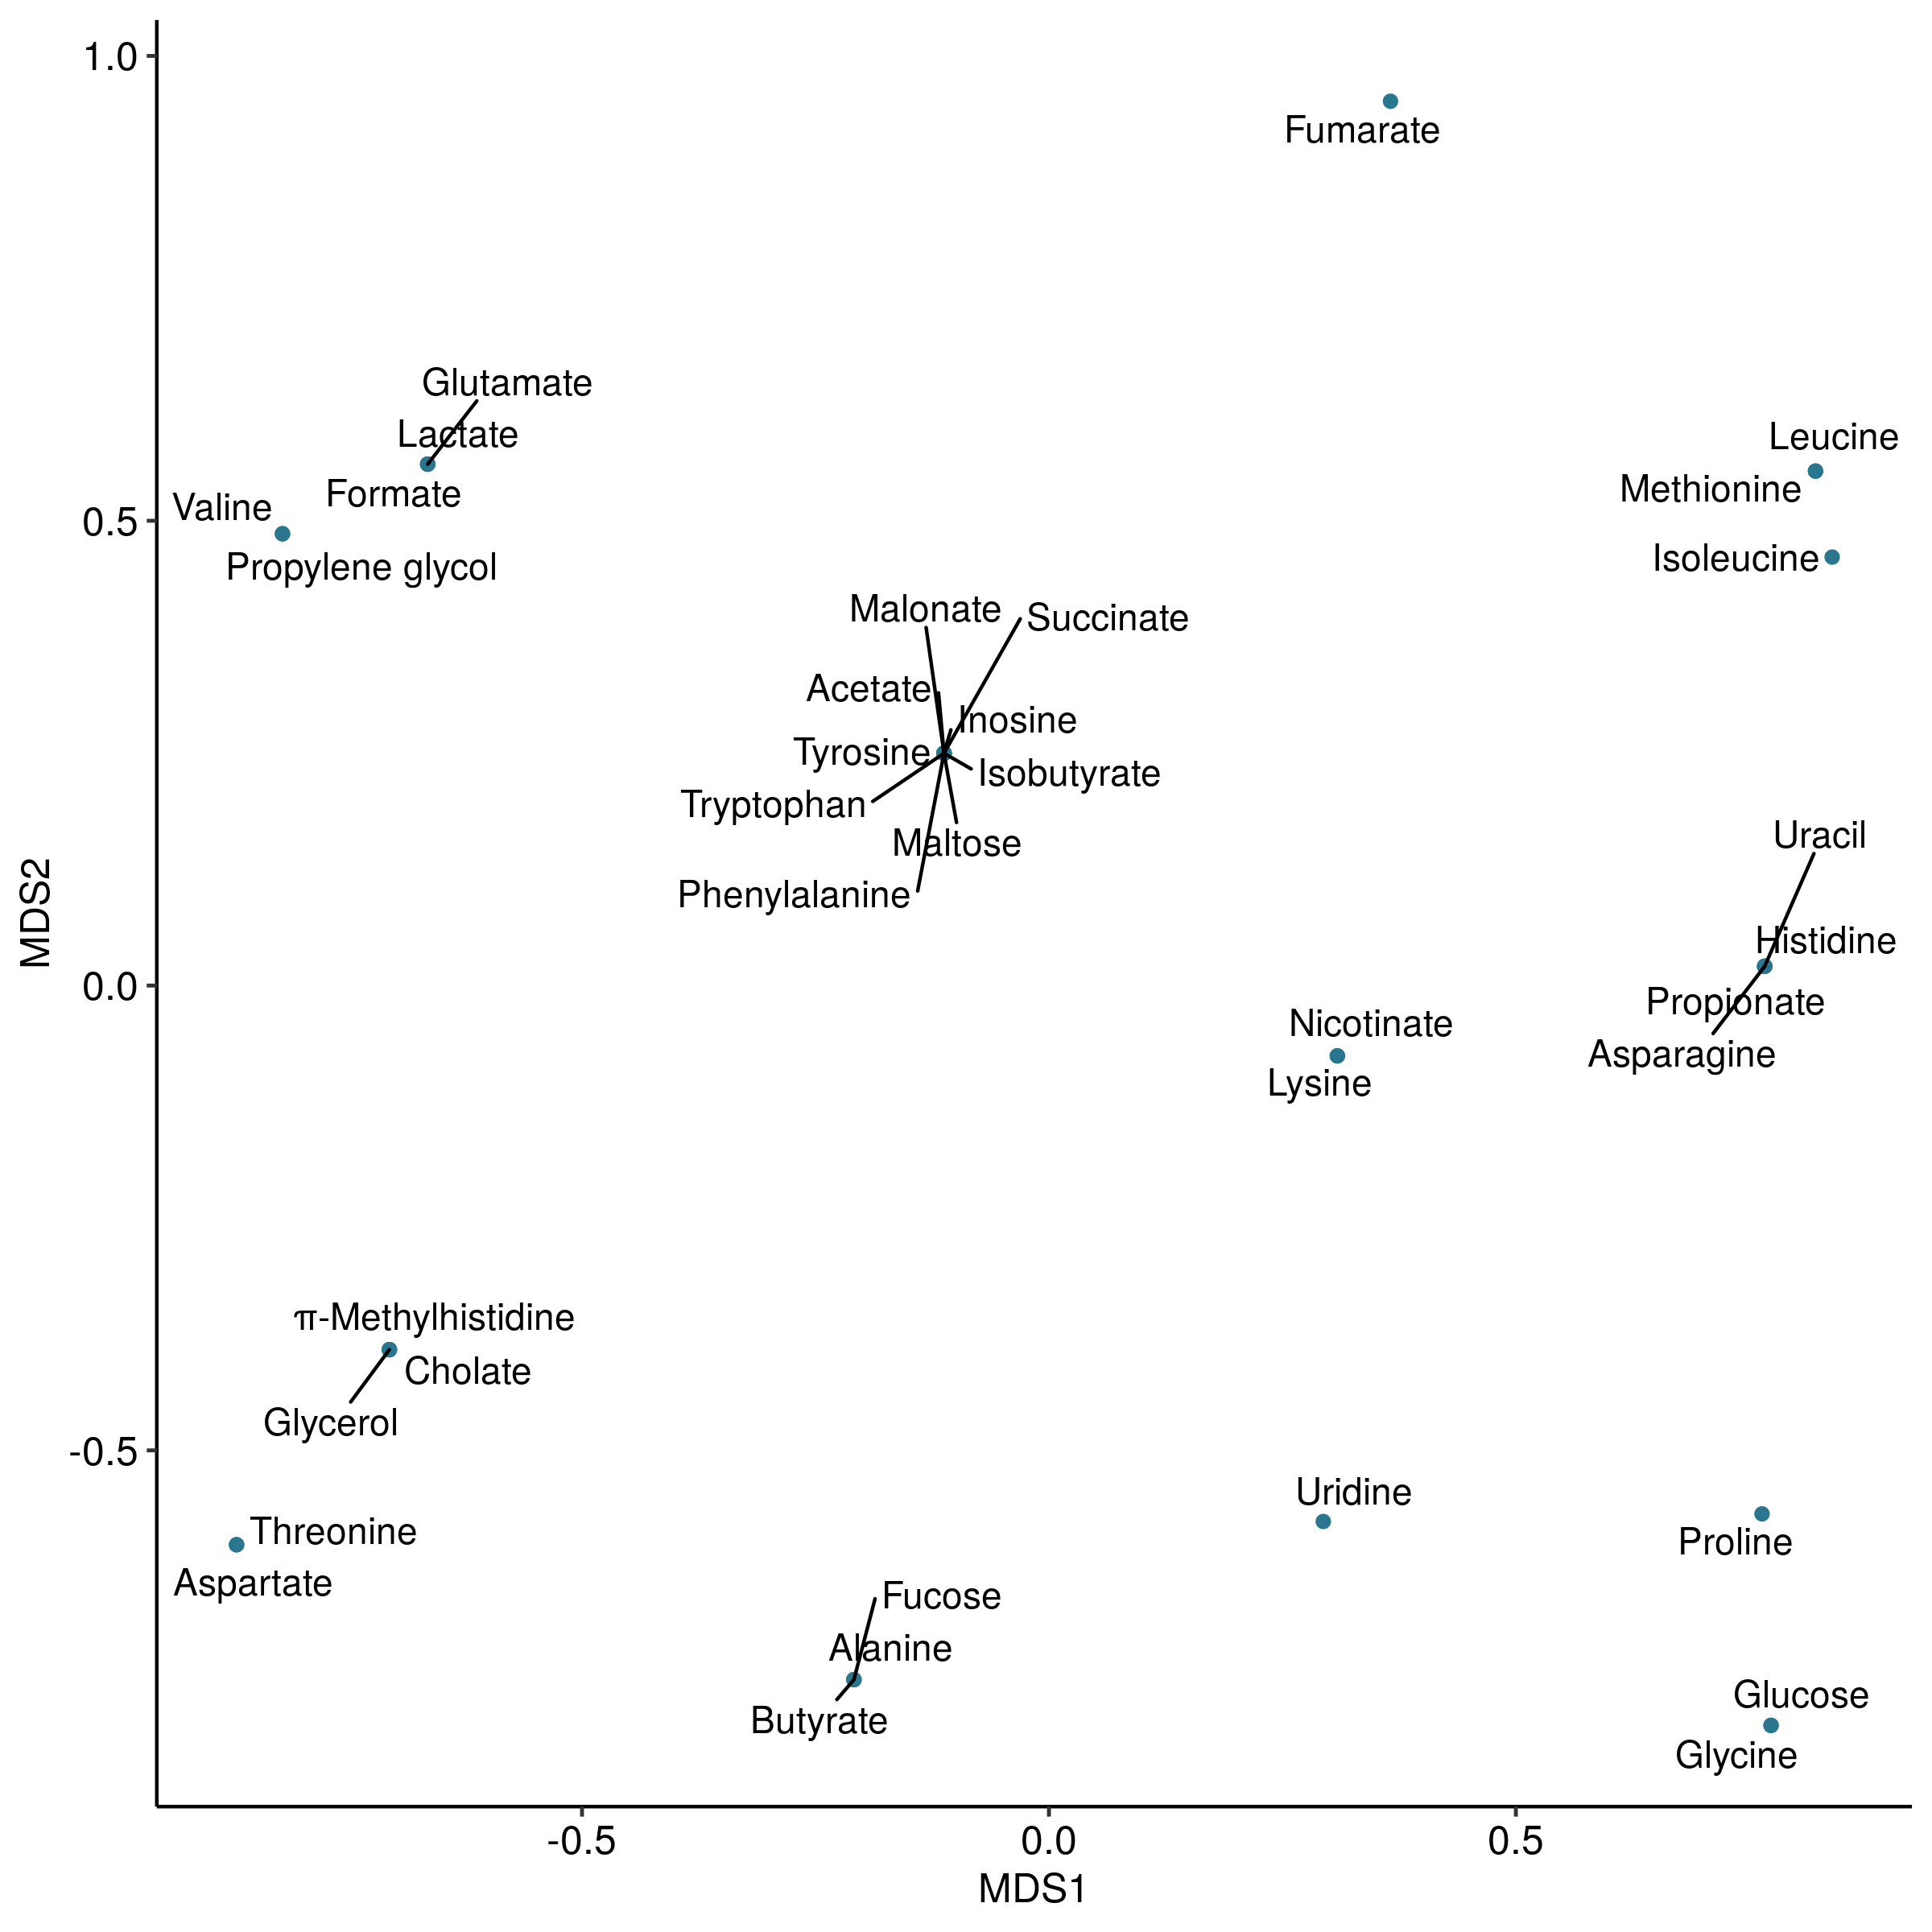 1.0
Fumarate
Glutamate
Lactate
Leucine
Formate
Methionine
Valine
0.5
Isoleucine
Propylene glycol
Malonate
Succinate
Acetate
Inosine
Tyrosine
Isobutyrate
Tryptophan
Uracil
Maltose
Phenylalanine
MDS2
Histidine
0.0
Propionate
Nicotinate
Asparagine
Lysine
π-Methylhistidine
Cholate
Glycerol
-0.5
Uridine
Threonine
Proline
Aspartate
Fucose
Alanine
Glucose
Butyrate
Glycine
-0.5
0.0
0.5
MDS1